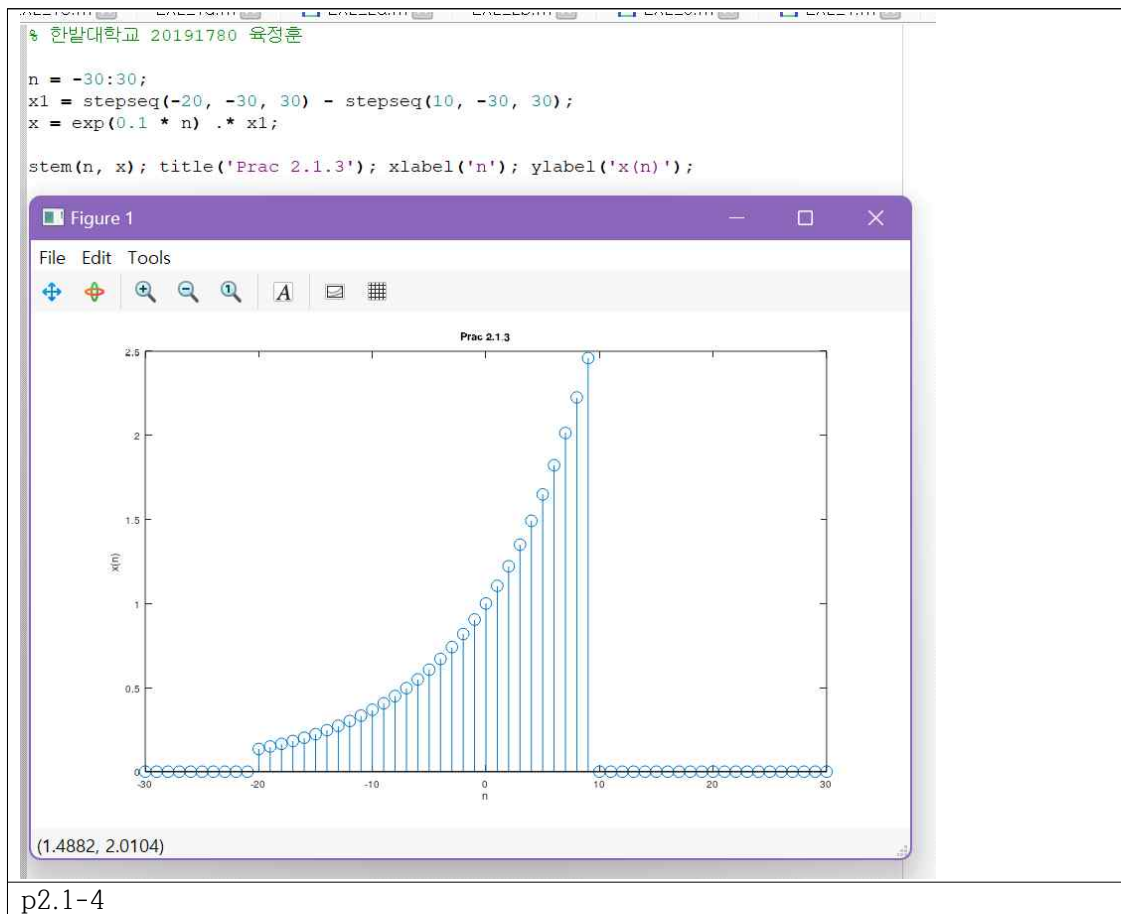 % 한밭대학교 20191780 육정훈
n = -30:30;
x1 = stepseq(-20, -30, 30) - stepseq(10, -30, 30);
x = exp(0.1 * n) .* x1;
stem(n, x); title('Prac 2.1.3'); xlabel('n'); ylabel('x(n)');
Figure 1
File Edit Tools
A
Prac 2.1.3
2.5
2
1.5
1
0.5
0
x(n)
-30 -20 -10 0 10 20 30
n
(1.4882, 2.0104)
p2.1-4